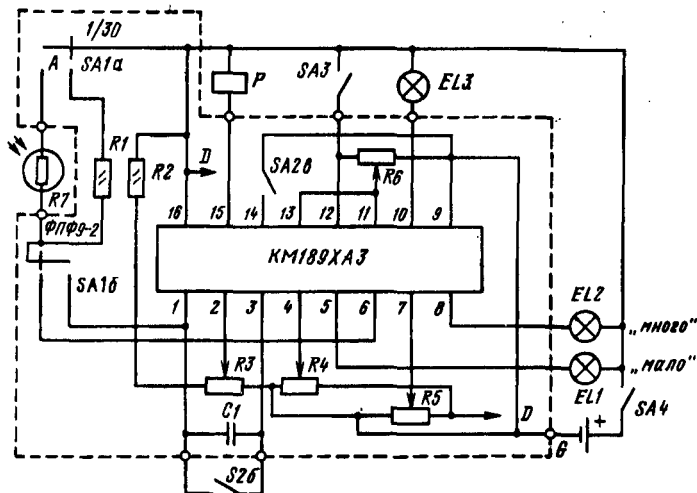 1/30
A SA1а
SA3
P
EL3
R1
R2
D
SA2в
R6
R7
ФПФ9-2
16 15 14 13 12 11 10 9
КМ189ХА3
SA1б
1 2 3 4 5 6 7 8
EL2
„много"
EL1
„мало"
R3
R4
R5
D
C1
SA4
G
+
S2б